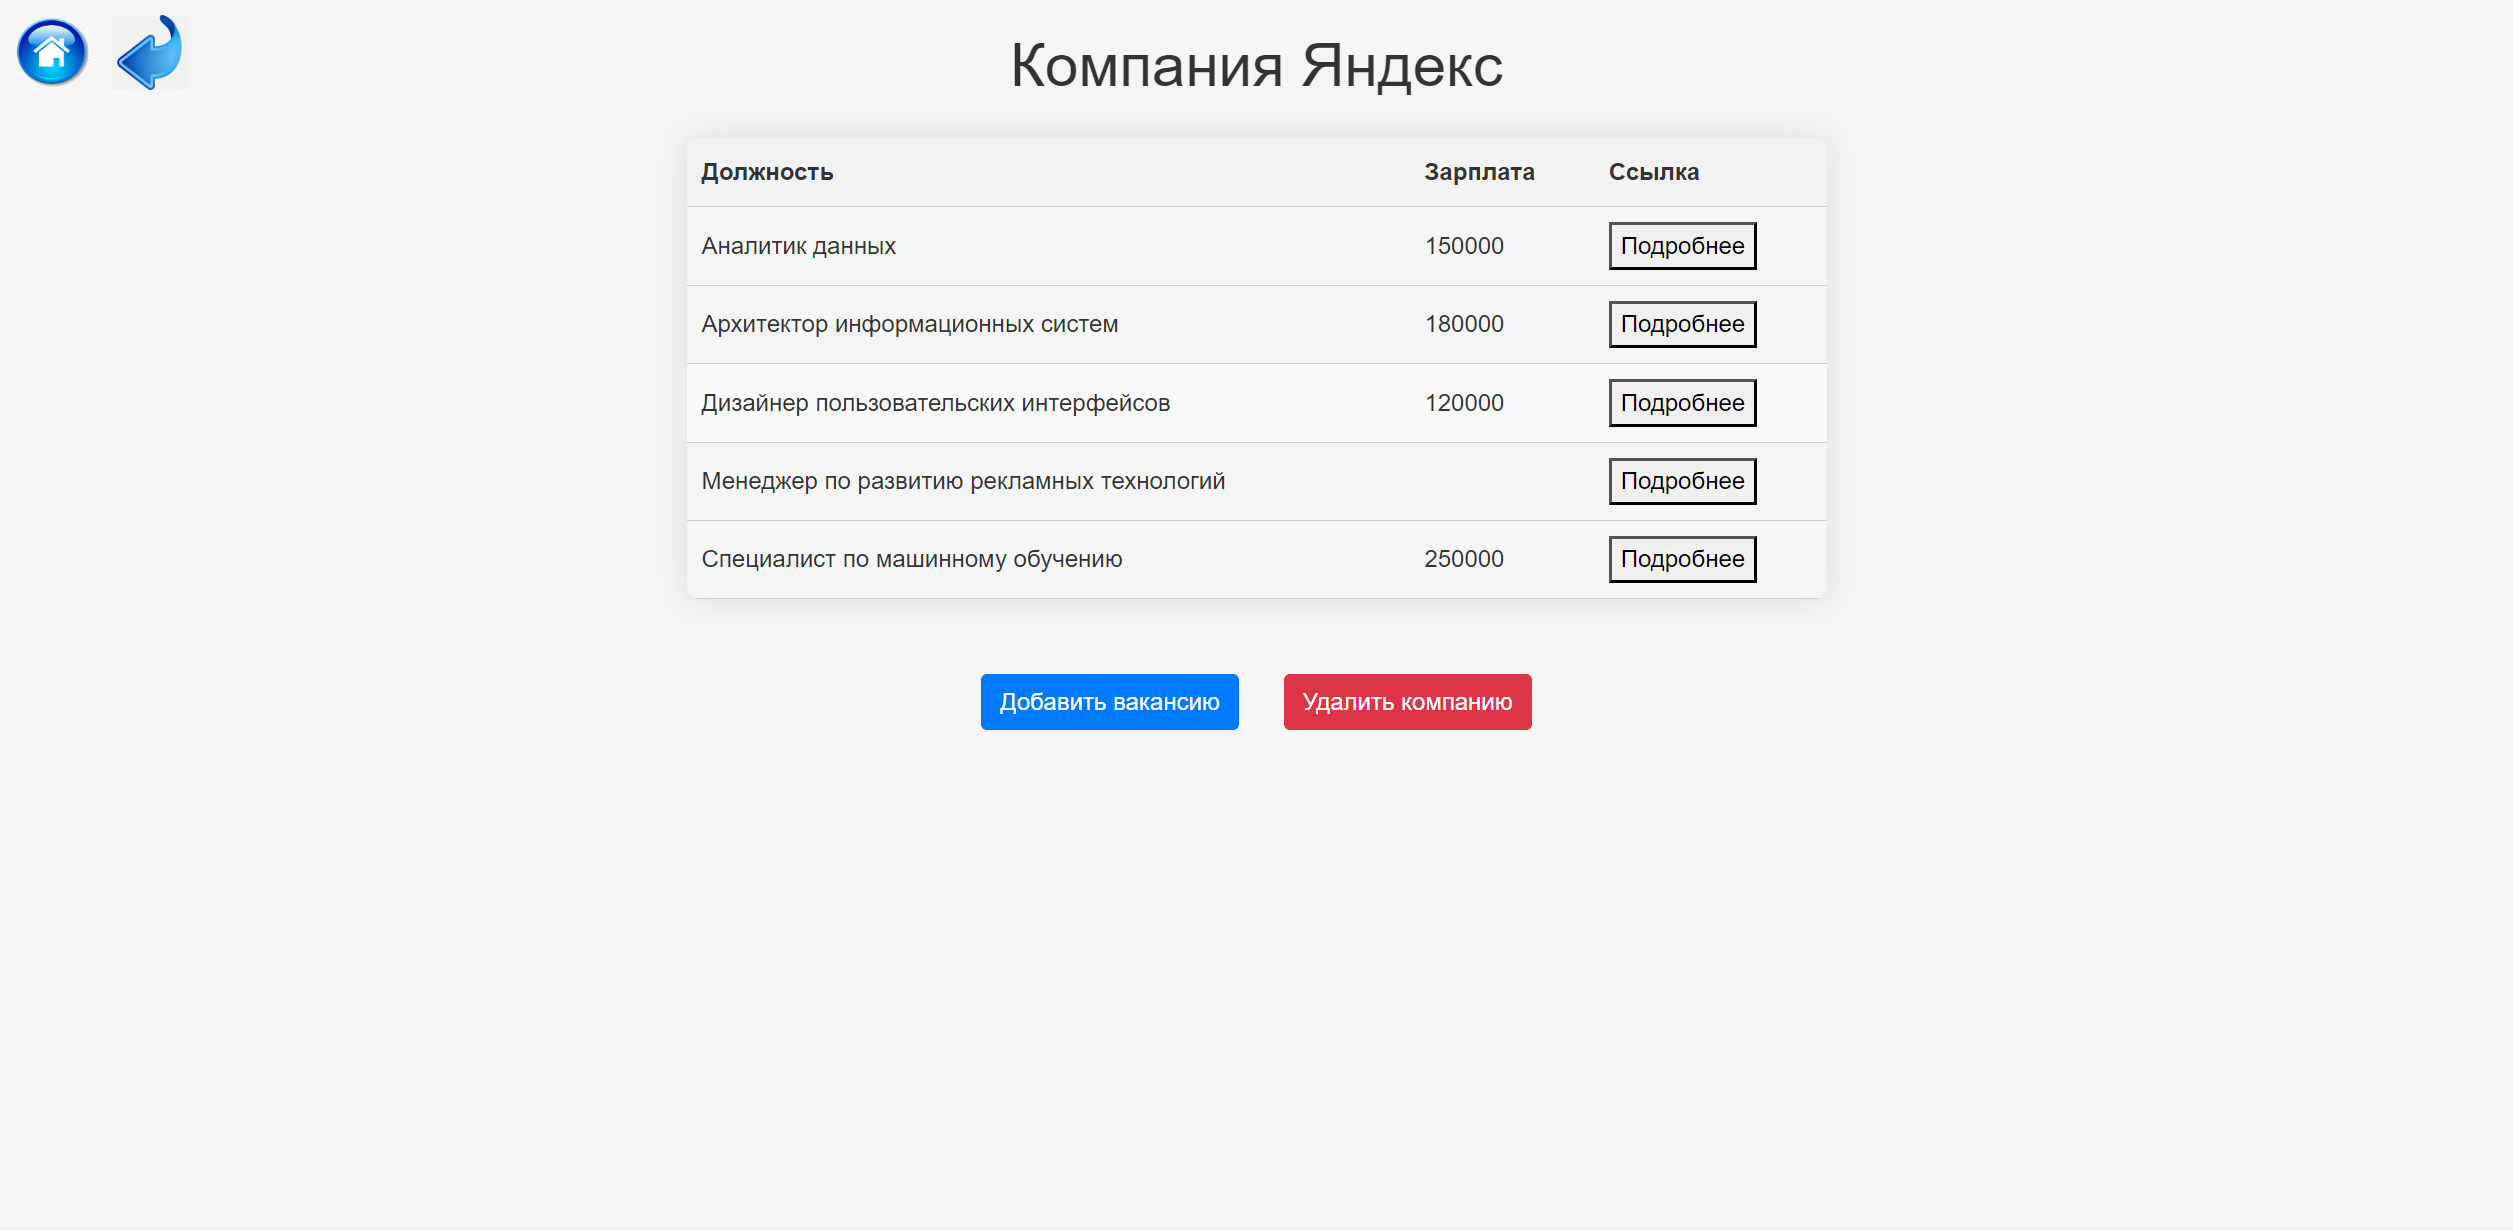 Компания Яндекс
Должность Зарплата Ссылка
Аналитик данных 150000 Подробнее
Архитектор информационных систем 180000 Подробнее
Дизайнер пользовательских интерфейсов 120000 Подробнее
Менеджер по развитию рекламных технологий Подробнее
Специалист по машинному обучению 250000 Подробнее
Добавить вакансию Удалить компанию